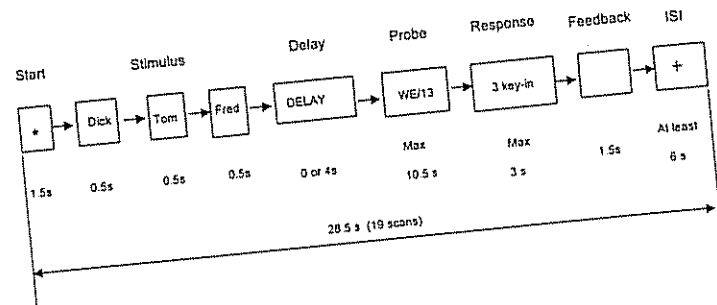 Start Stimulus Delay Probe Response Feedback ISI
* Dick Tom Fred DELAY WE/13 3 key-in +
Max Max At least
1.5s 0.5s 0.5s 0.5s 0 or 4s 10.5 s 3 s 1.5s 6 s
28.5 s (19 scans)